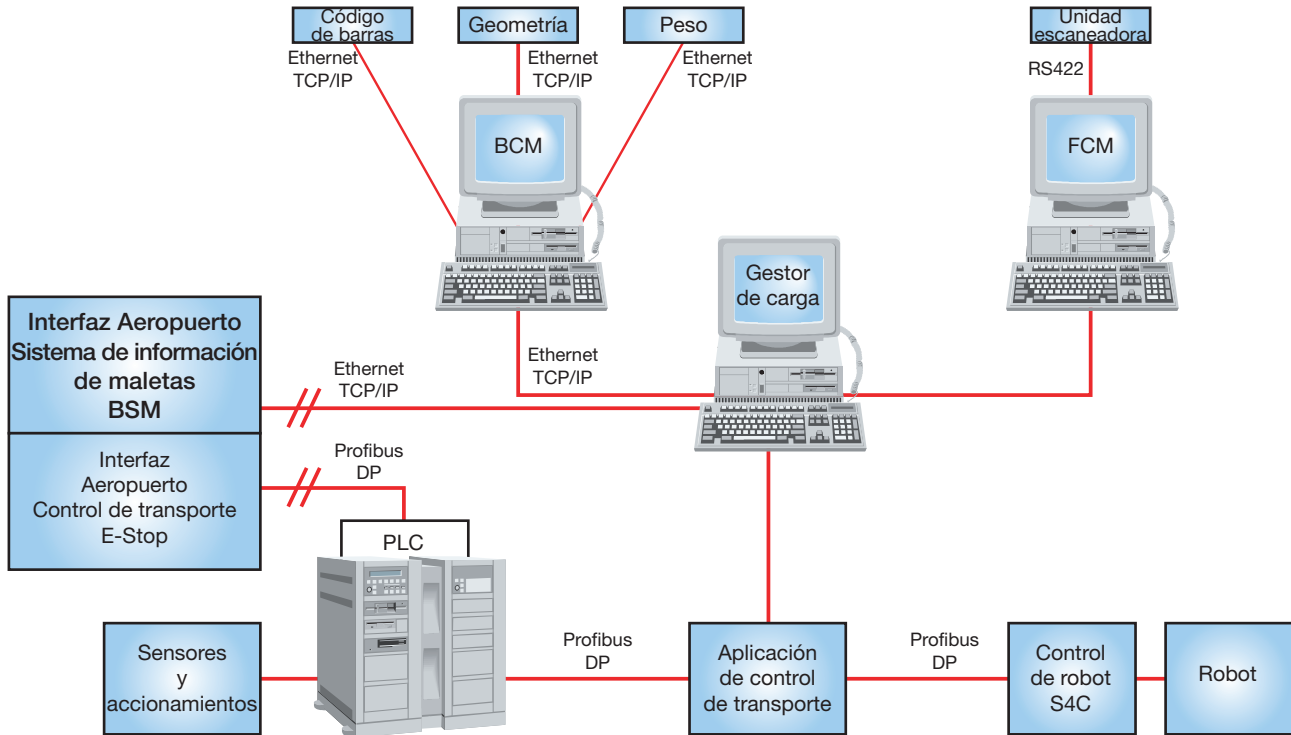 Código
de barras
Geometría
Peso
Unidad
escaneadora
Ethernet
TCP/IP
Ethernet
TCP/IP
Ethernet
TCP/IP
RS422
BCM
FCM
Gestor
de carga
Interfaz Aeropuerto
Sistema de información
de maletas
BSM
Ethernet
TCP/IP
Ethernet
TCP/IP
Interfaz
Aeropuerto
Control de transporte
E-Stop
Profibus
DP
PLC
Sensores
y
accionamientos
Profibus
DP
Aplicación
de control
de transporte
Profibus
DP
Control
de robot
S4C
Robot